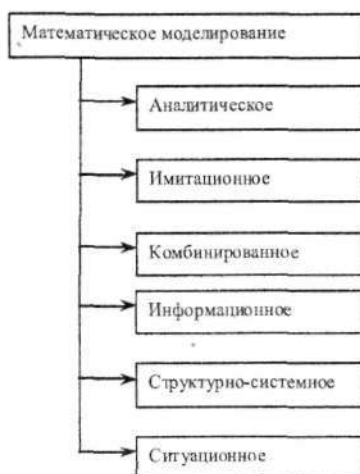 Математическое моделирование
Аналитическое
Имитационное
Комбинированное
Информационное
Структурно-системное
Ситуационное